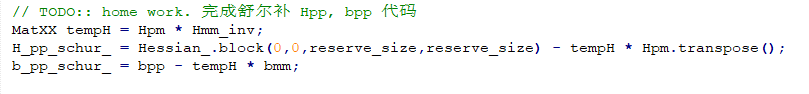 // TODO:: home work. 完成舒尔补 Hpp, bpp 代码
MatXX tempH = Hpm * Hmm_inv;
H_pp_schur_ = Hessian_.block(0,0,reserve_size,reserve_size) - tempH * Hpm.transpose();
b_pp_schur_ = bpp - tempH * bmm;